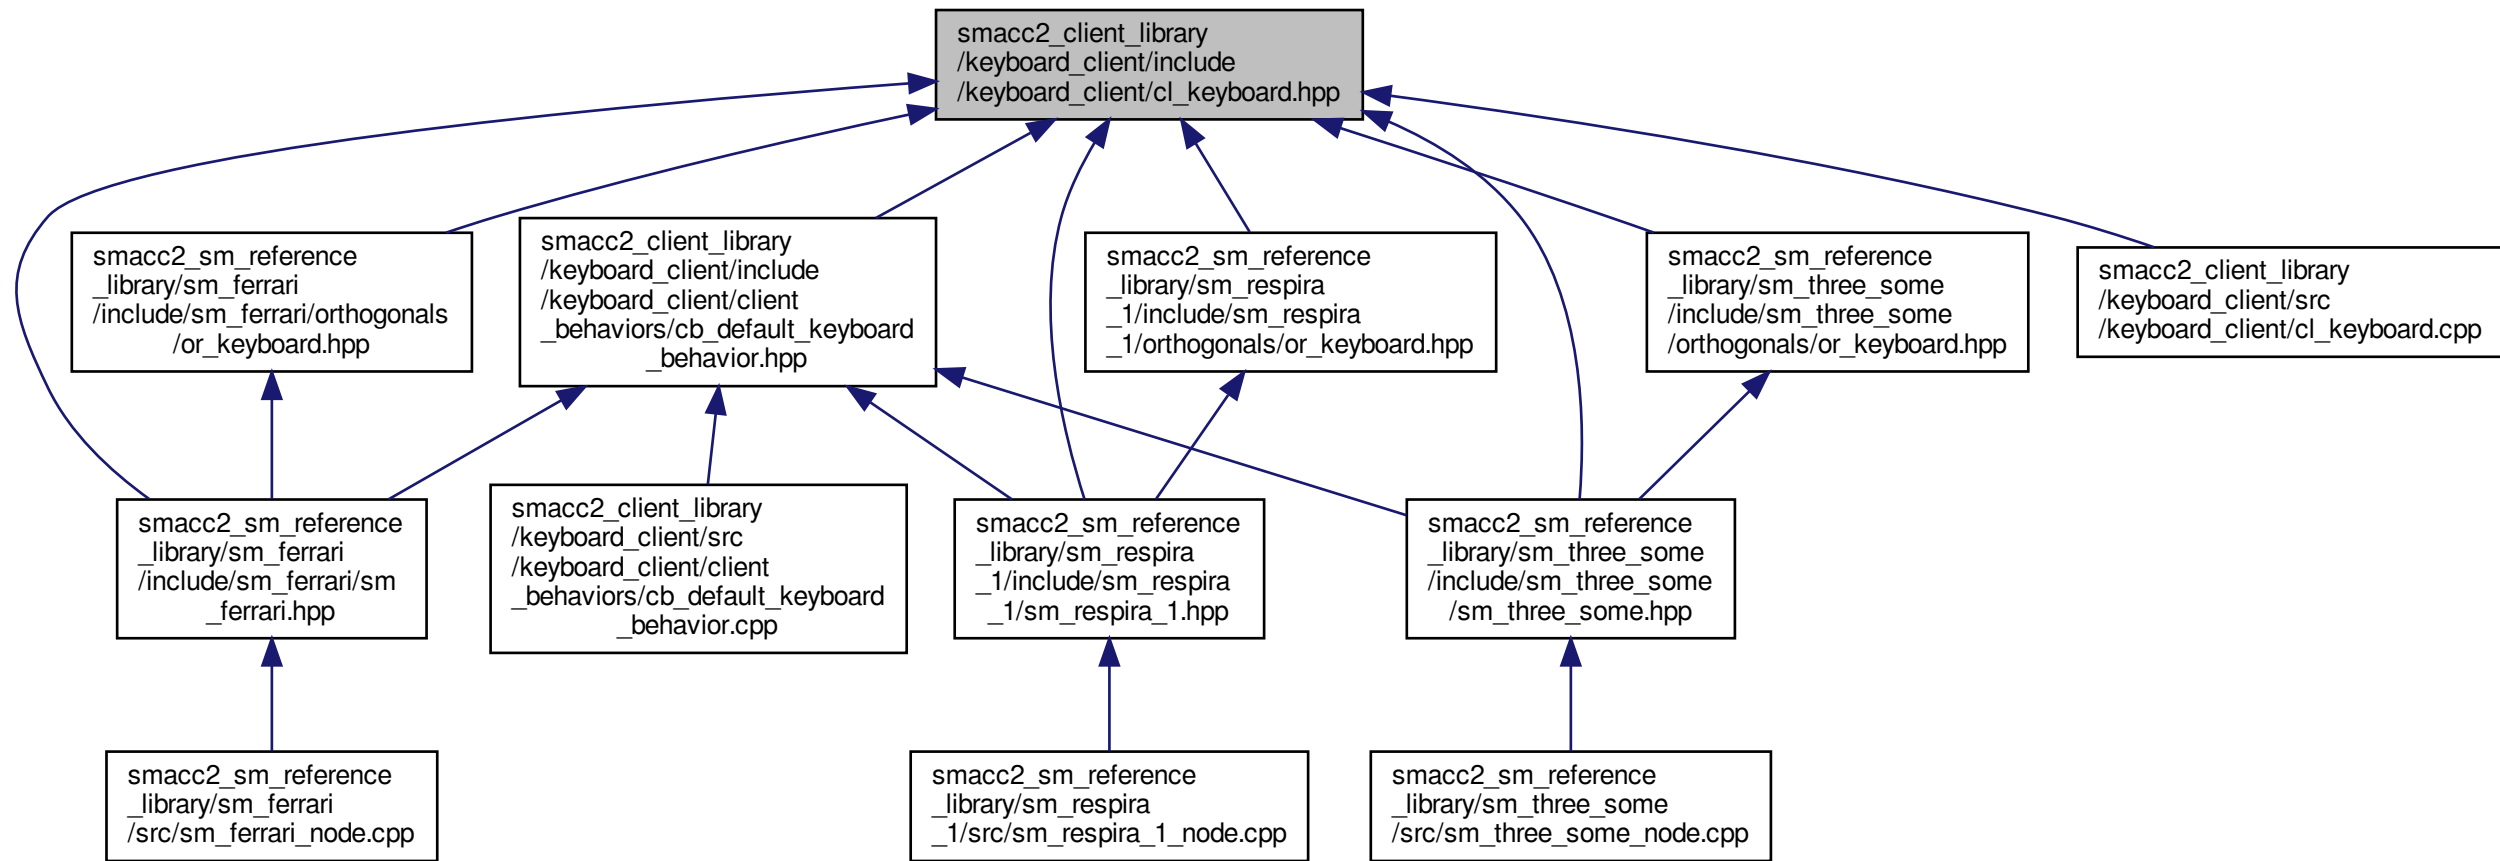 smacc2_client_library
/keyboard_client/include
/keyboard_client/cl_keyboard.hpp
smacc2_sm_reference
_library/sm_ferrari
/include/sm_ferrari/orthogonals
/or_keyboard.hpp
smacc2_client_library
/keyboard_client/include
/keyboard_client/client
_behaviors/cb_default_keyboard
_behavior.hpp
smacc2_sm_reference
_library/sm_respira
_1/include/sm_respira
_1/orthogonals/or_keyboard.hpp
smacc2_sm_reference
_library/sm_three_some
/include/sm_three_some
/orthogonals/or_keyboard.hpp
smacc2_client_library
/keyboard_client/src
/keyboard_client/cl_keyboard.cpp
smacc2_sm_reference
_library/sm_ferrari
/include/sm_ferrari/sm
_ferrari.hpp
smacc2_client_library
/keyboard_client/src
/keyboard_client/client
_behaviors/cb_default_keyboard
_behavior.cpp
smacc2_sm_reference
_library/sm_respira
_1/include/sm_respira
_1/sm_respira_1.hpp
smacc2_sm_reference
_library/sm_three_some
/include/sm_three_some
/sm_three_some.hpp
smacc2_sm_reference
_library/sm_ferrari
/src/sm_ferrari_node.cpp
smacc2_sm_reference
_library/sm_respira
_1/src/sm_respira_1_node.cpp
smacc2_sm_reference
_library/sm_three_some
/src/sm_three_some_node.cpp